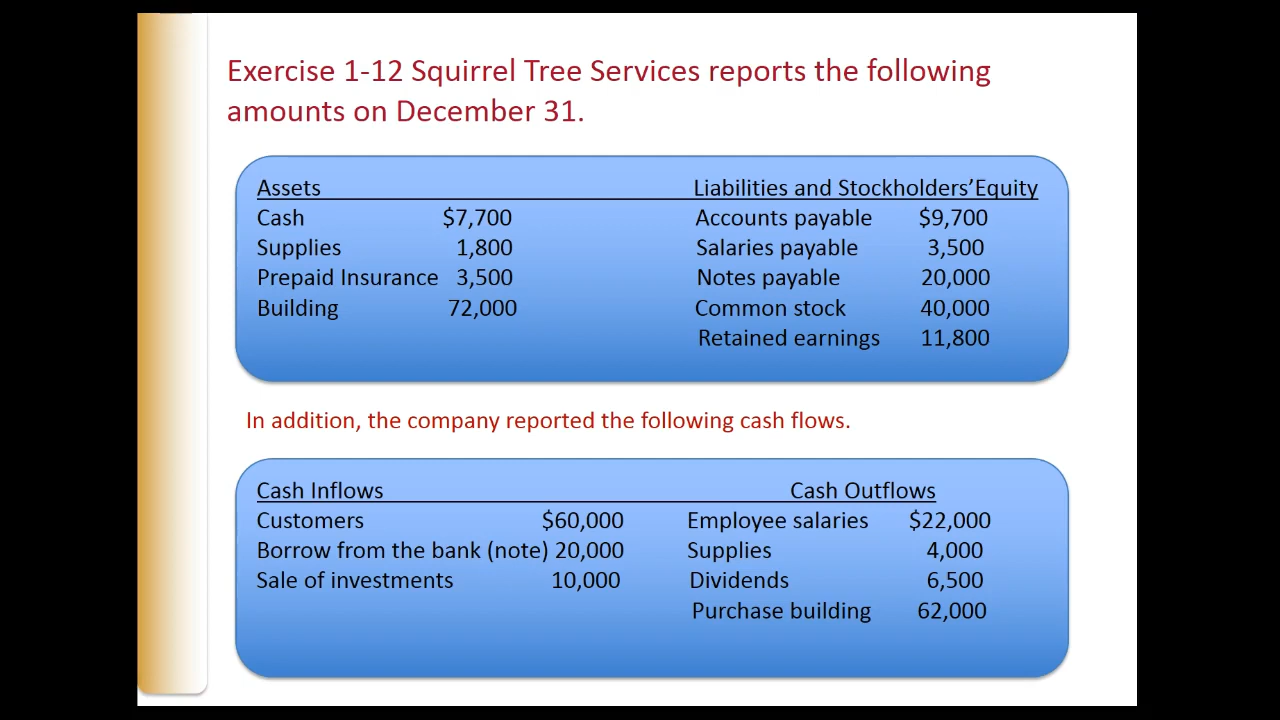 Exercise 1-12 Squirrel Tree Services reports the following
amounts on December 31.
Assets Liabilities and Stockholders’Equity
Cash $7,700 Accounts payable $9,700
Supplies 1,800 Salaries payable 3,500
Prepaid Insurance 3,500 Notes payable 20,000
Building 72,000 Common stock 40,000
Retained earnings 11,800
In addition, the company reported the following cash flows.
Cash Inflows Cash Outflows
Customers $60,000 Employee salaries $22,000
Borrow from the bank (note) 20,000 Supplies 4,000
Sale of investments 10,000 Dividends 6,500
Purchase building 62,000